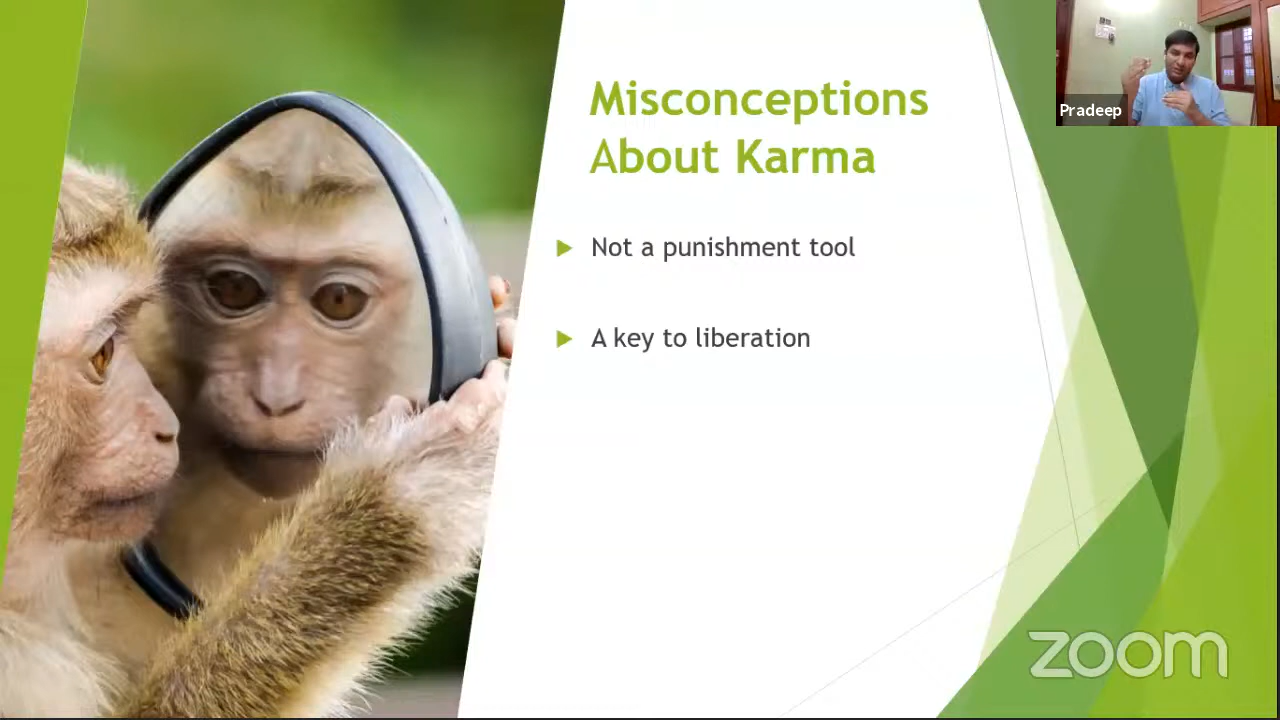 Misconceptions
About Karma
Not a punishment tool
A key to liberation
Pradeep
zoom